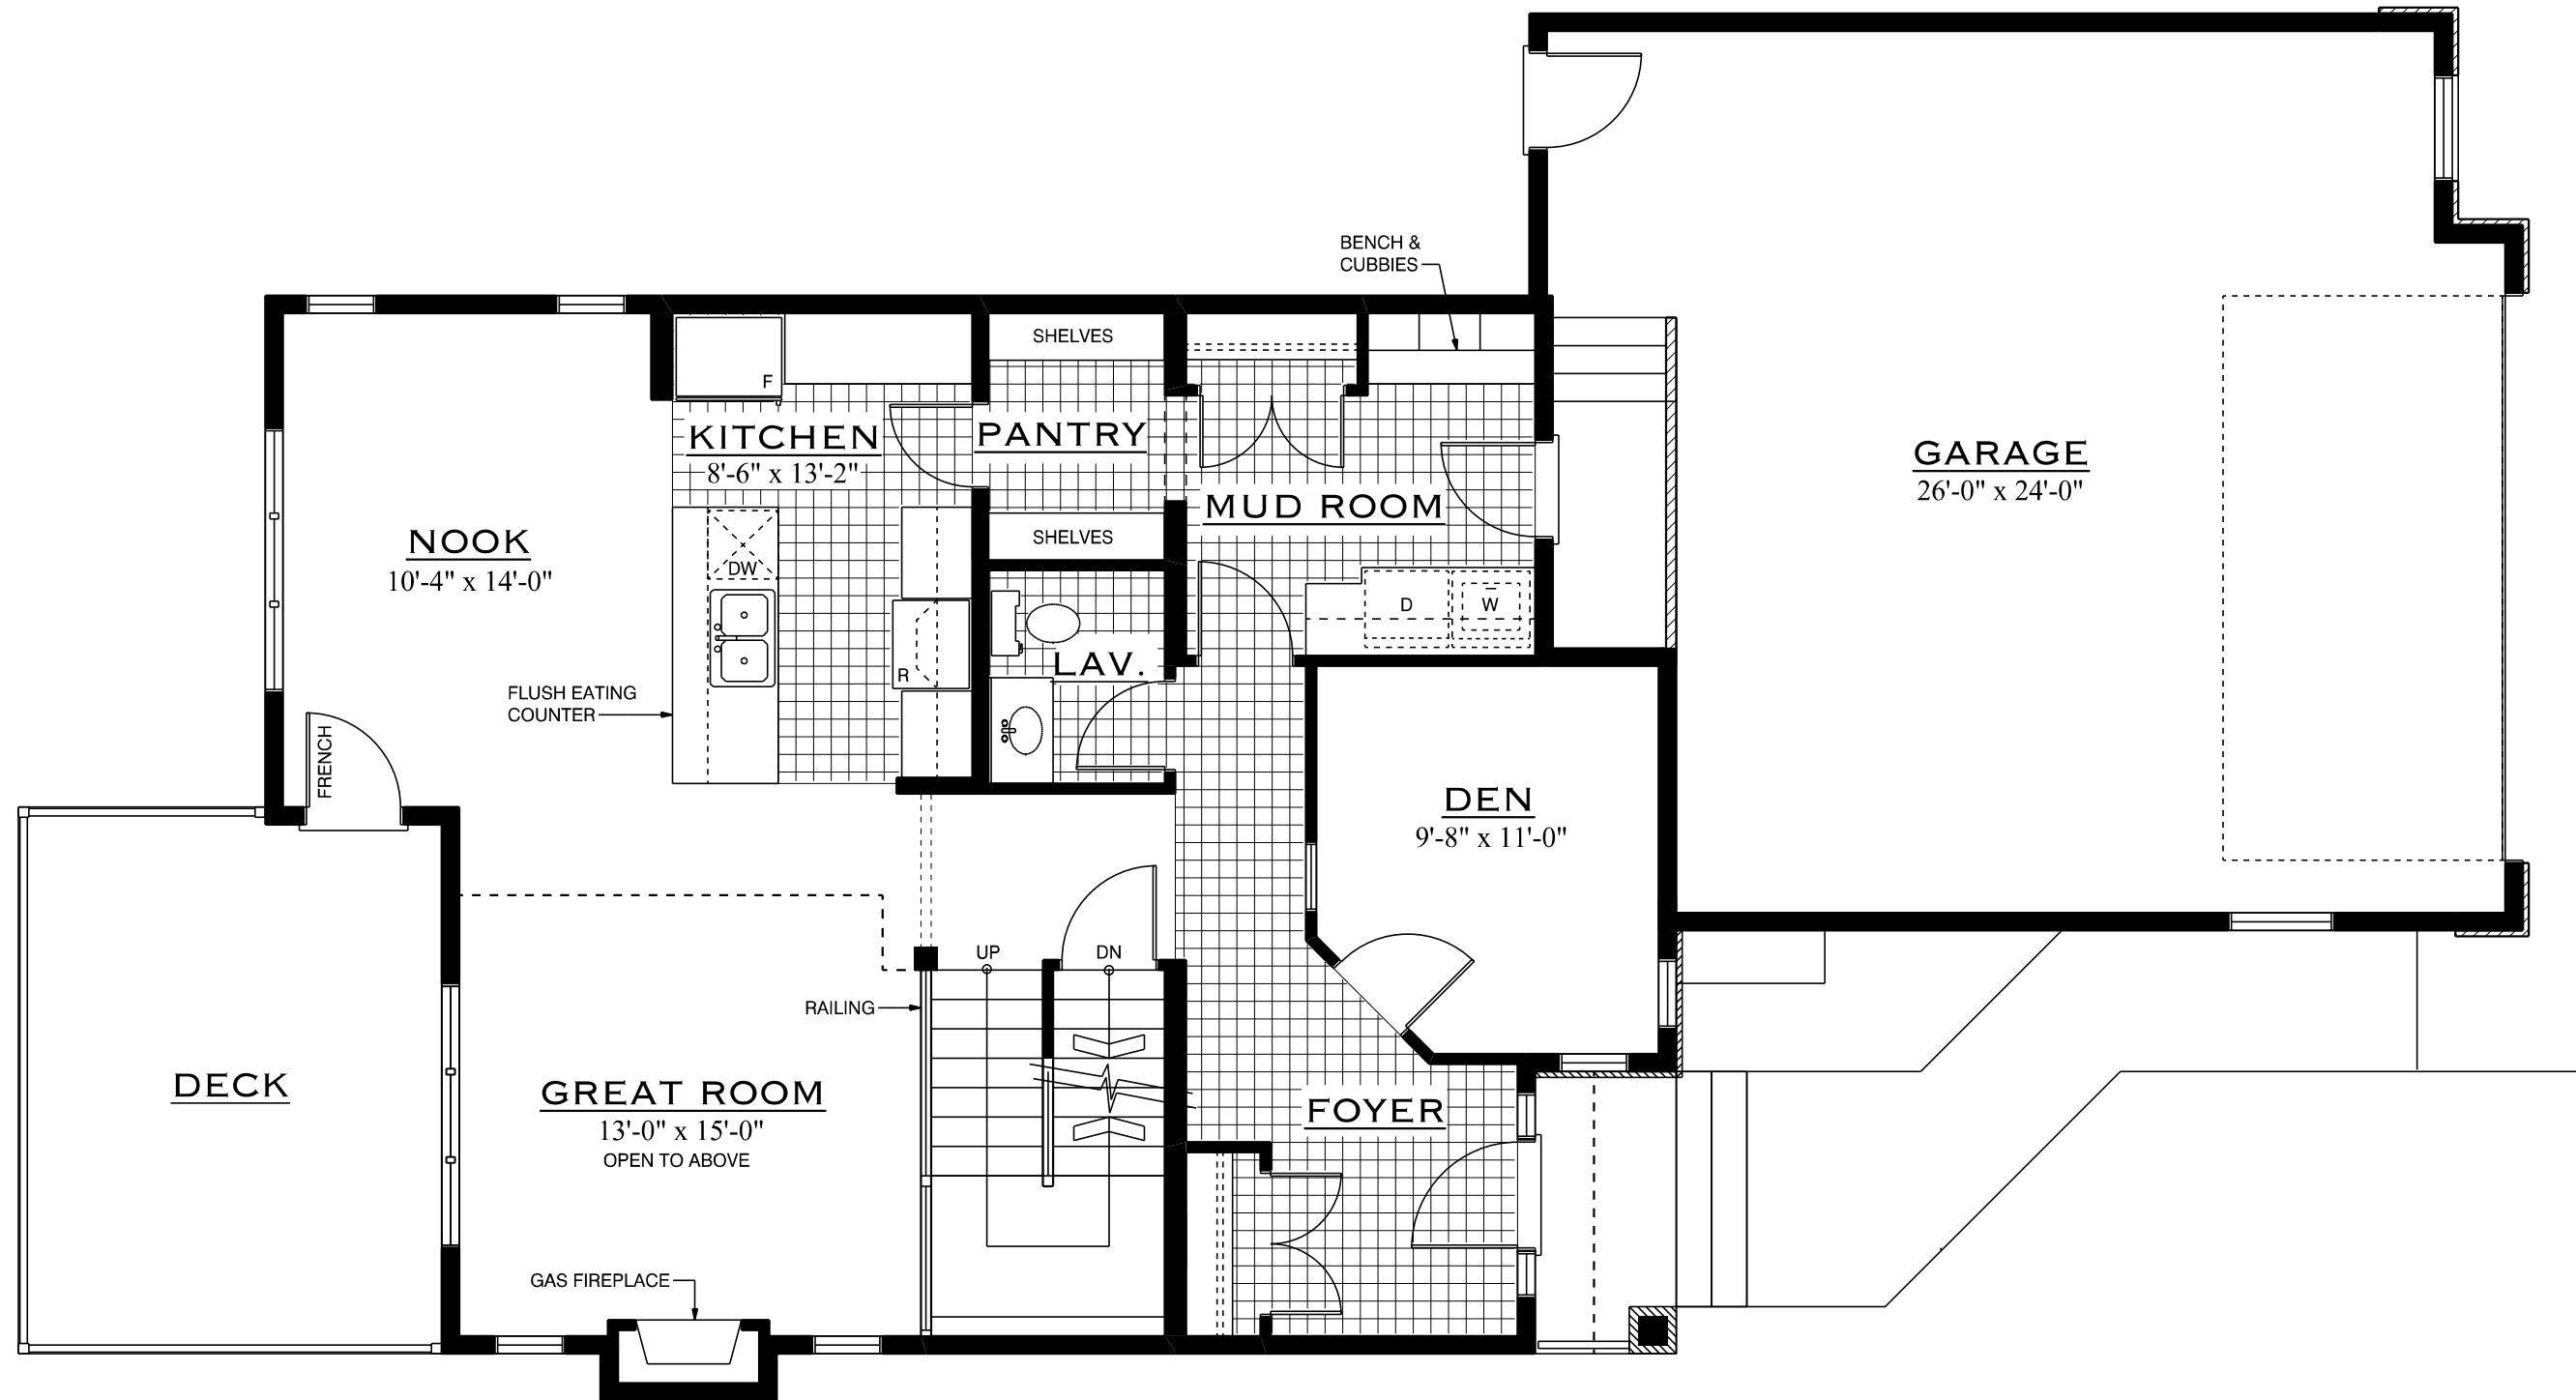 BENCH &
CUBBIES
SHELVES
F
KITCHEN
8'-6" x 13'-2"
PANTRY
GARAGE
26'-0" x 24'-0"
MUD ROOM
NOOK
10'-4" x 14'-0"
SHELVES
DW
D
W
LAV.
R
FLUSH EATING
COUNTER
FRENCH
DEN
9'-8" x 11'-0"
UP
DN
RAILING
DECK
GREAT ROOM
13'-0" x 15'-0"
OPEN TO ABOVE
FOYER
GAS FIREPLACE